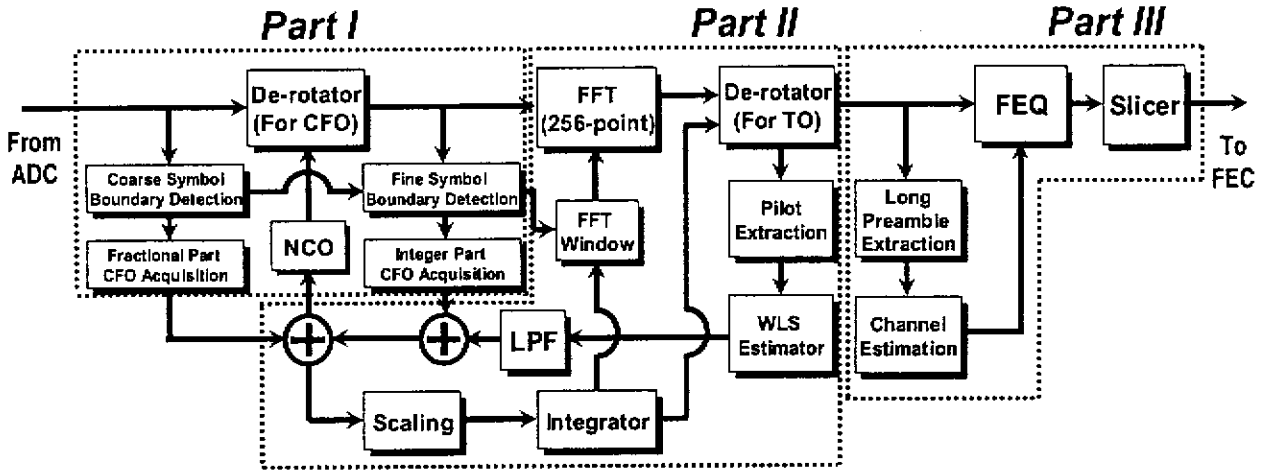 Part I
Part II
Part III
De-rotator
(For CFO)
FFT
(256-point)
De-rotator
(For TO)
FEQ
Slicer
From
ADC
To
FEC
Coarse Symbol
Boundary Detection
Fine Symbol
Boundary Detection
FFT
Window
Pilot
Extraction
Long
Preamble
Extraction
Fractional Part
CFO Acquisition
NCO
Integer Part
CFO Acquisition
+
+
LPF
WLS
Estimator
Channel
Estimation
Scaling
Integrator